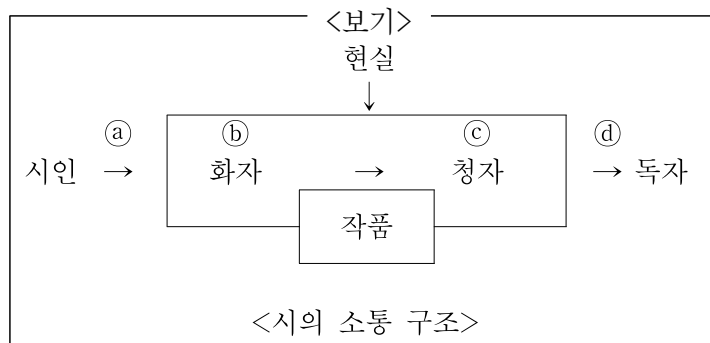 <보기>
현실
↓
ⓐ ⓑ ⓒ ⓓ
시인 → 화자 → 청자 → 독자
작품
<시의 소통 구조>